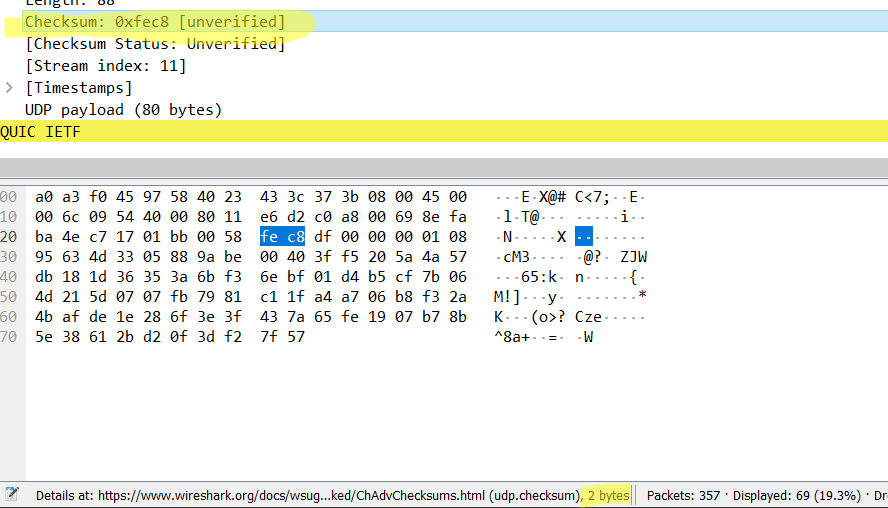 Length: 88
Checksum: 0xfec8 [unverified]
[Checksum Status: Unverified]
[Stream index: 11]
[Timestamps]
UDP payload (80 bytes)
QUIC IETF
00 a0 a3 f0 45 97 58 40 23 43 3c 37 3b 08 00 45 00 ···E·X@# C<7;··E·
10 00 6c 09 54 40 00 80 11 e6 d2 c0 a8 00 69 8e fa ·l·T@··· ·····i··
20 ba 4e c7 17 01 bb 00 58 fe c8 df 00 00 00 01 08 ·N·····X ········
30 95 63 4d 33 05 88 9a be 00 40 3f f5 20 5a 4a 57 ·cM3···· ·@?· ZJW
40 db 18 1d 36 35 3a 6b f3 6e bf 01 d4 b5 cf 7b 06 ···65:k· n·····{·
50 4d 21 5d 07 07 fb 79 81 c1 1f a4 a7 06 b8 f3 2a M!]···y· ·······*
60 4b af de 1e 28 6f 3e 3f 43 7a 65 fe 19 07 b7 8b K···(o>? Cze·····
70 5e 38 61 2b d2 0f 3d f2 7f 57 ^8a+··=· ·W
Details at: https://www.wireshark.org/docs/wsug...ked/ChAdvChecksums.html (udp.checksum), 2 bytes Packets: 357 · Displayed: 69 (19.3%) ·